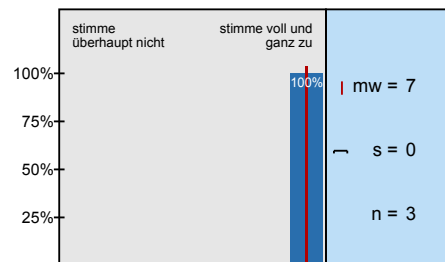 stimme
überhaupt nicht
stimme voll und
ganz zu
100%
75%
50%
25%
100%
mw = 7
s = 0
n = 3